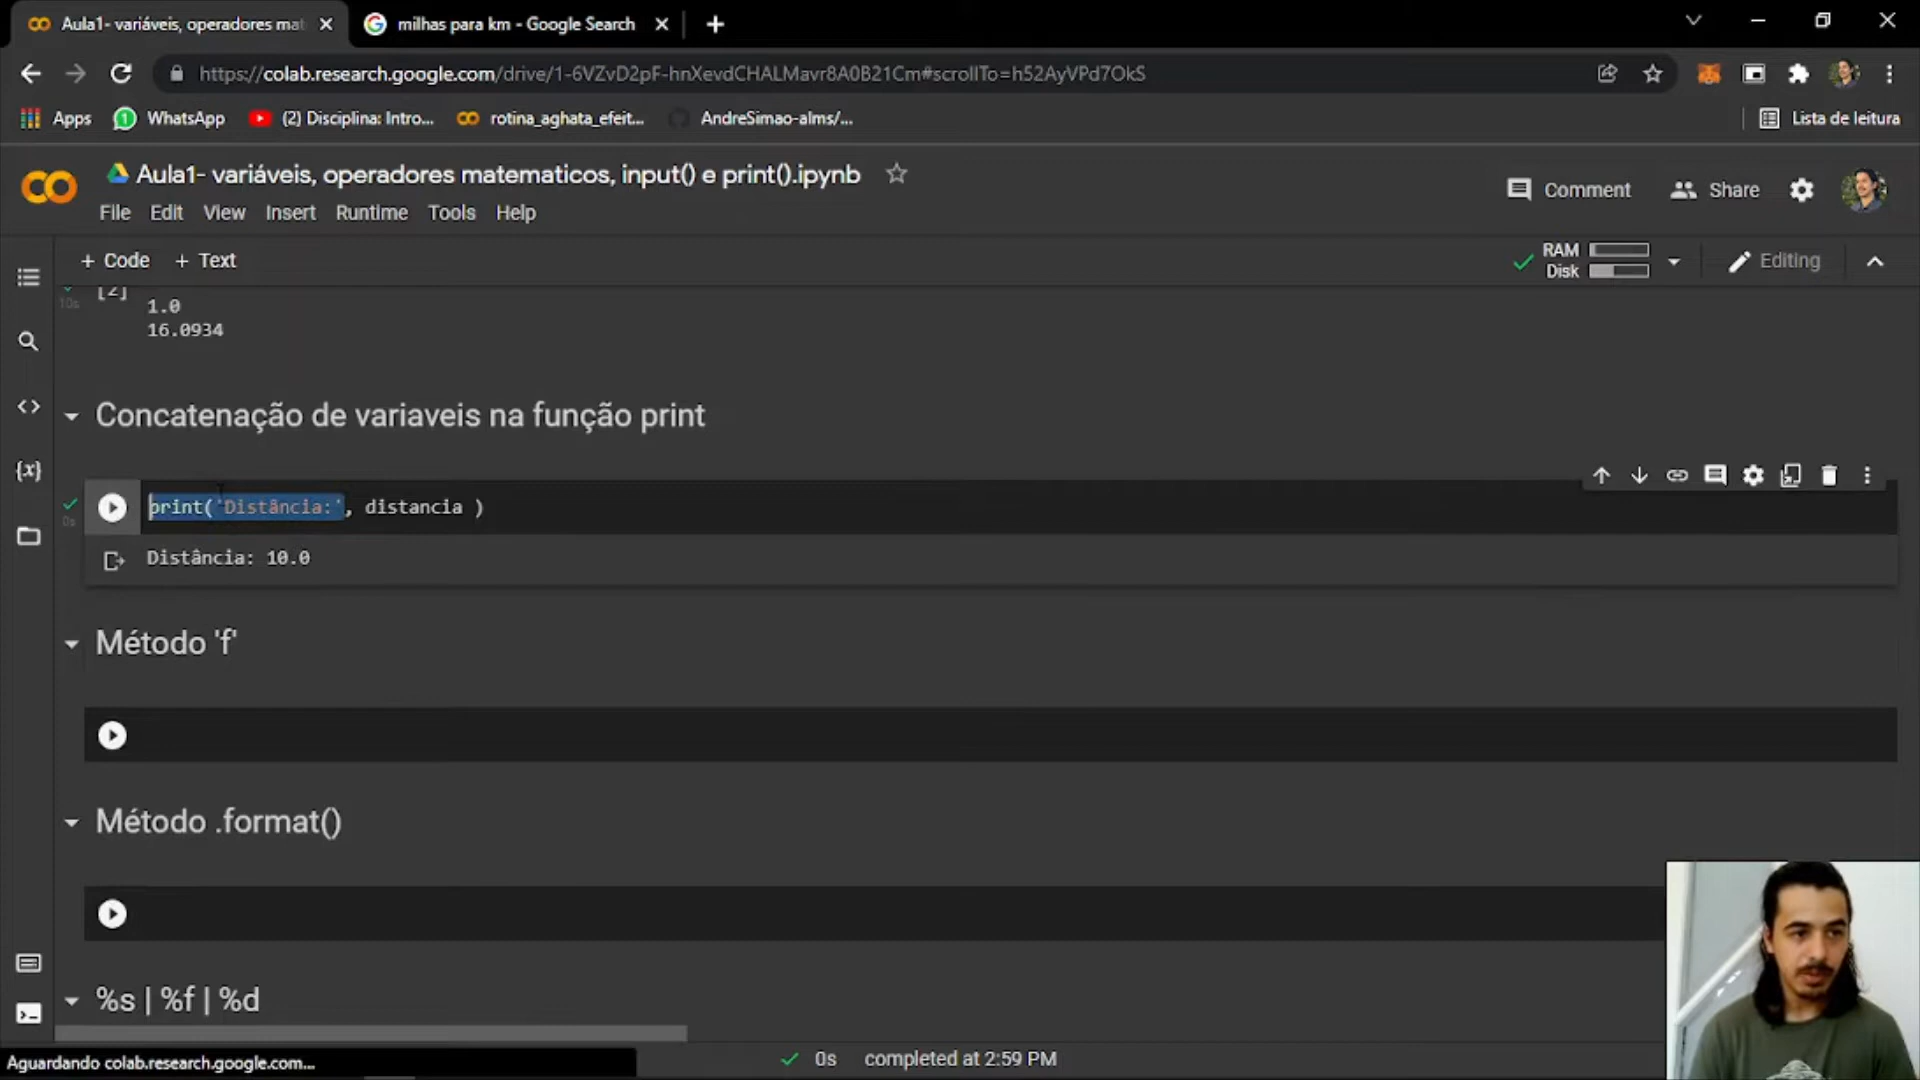 Aula1- variáveis, operadores mat
milhas para km - Google Search
https://colab.research.google.com/drive/1-6VZvD2pF-hnXevdCHALMavr8A0B21Cm#scrollTo=h52AyVPd7OkS
Apps
WhatsApp
(2) Disciplina: Intro...
rotina_aghata_efeit...
AndreSimao-alms/...
Lista de leitura
Aula1- variáveis, operadores matematicos, input() e print().ipynb
Comment
Share
File Edit View Insert Runtime Tools Help
+ Code + Text
RAM
Disk
Editing
10s
[2]
1.0
16.0934
Concatenação de variaveis na função print
{x}
0s
print('Distância:', distancia )
Distância: 10.0
Método 'f'
Método .format()
%s | %f | %d
Aguardando colab.research.google.com...
0s completed at 2:59 PM